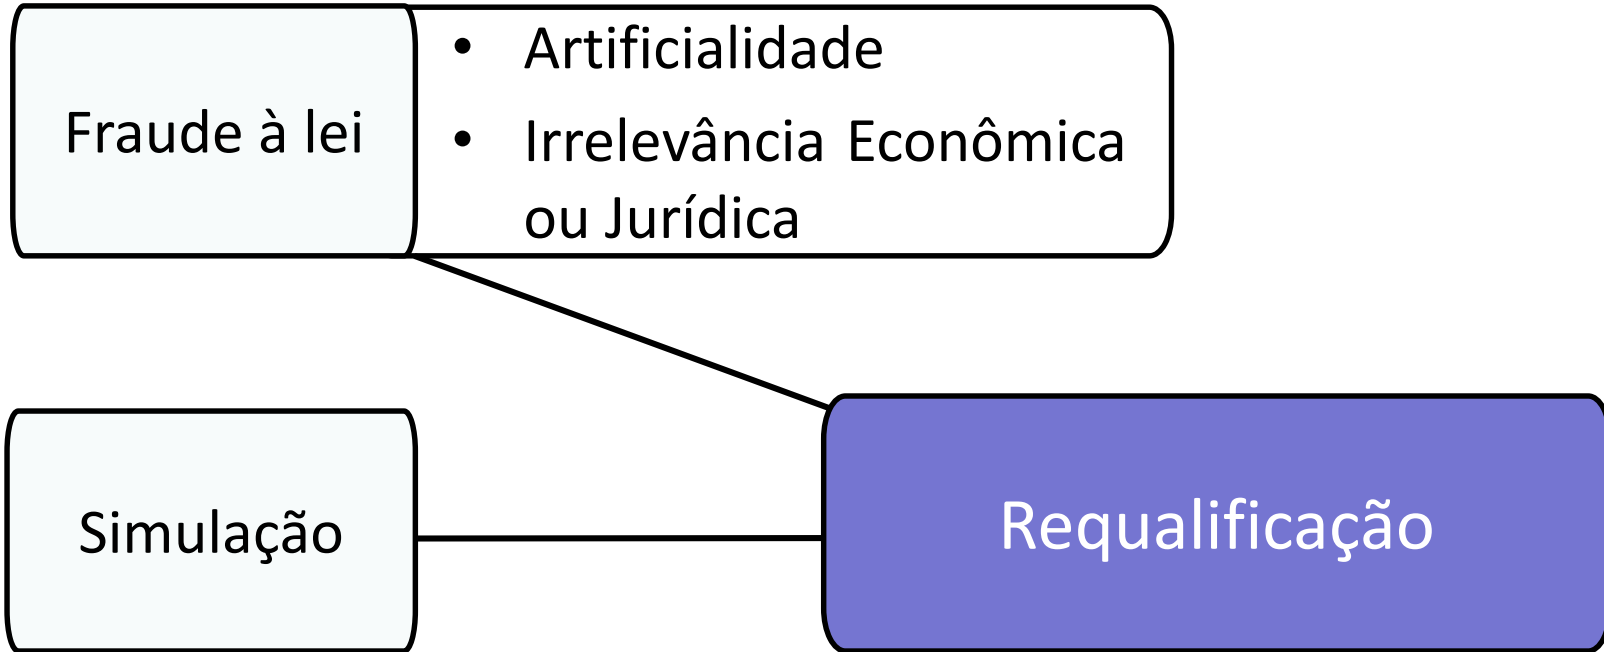 Fraude à lei
• Artificialidade
• Irrelevância Econômica
ou Jurídica
Simulação
Requalificação